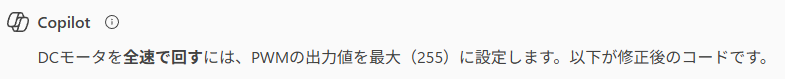 Copilot
DCモータを全速で回すには、PWMの出力値を最大（255）に設定します。以下が修正後のコードです。